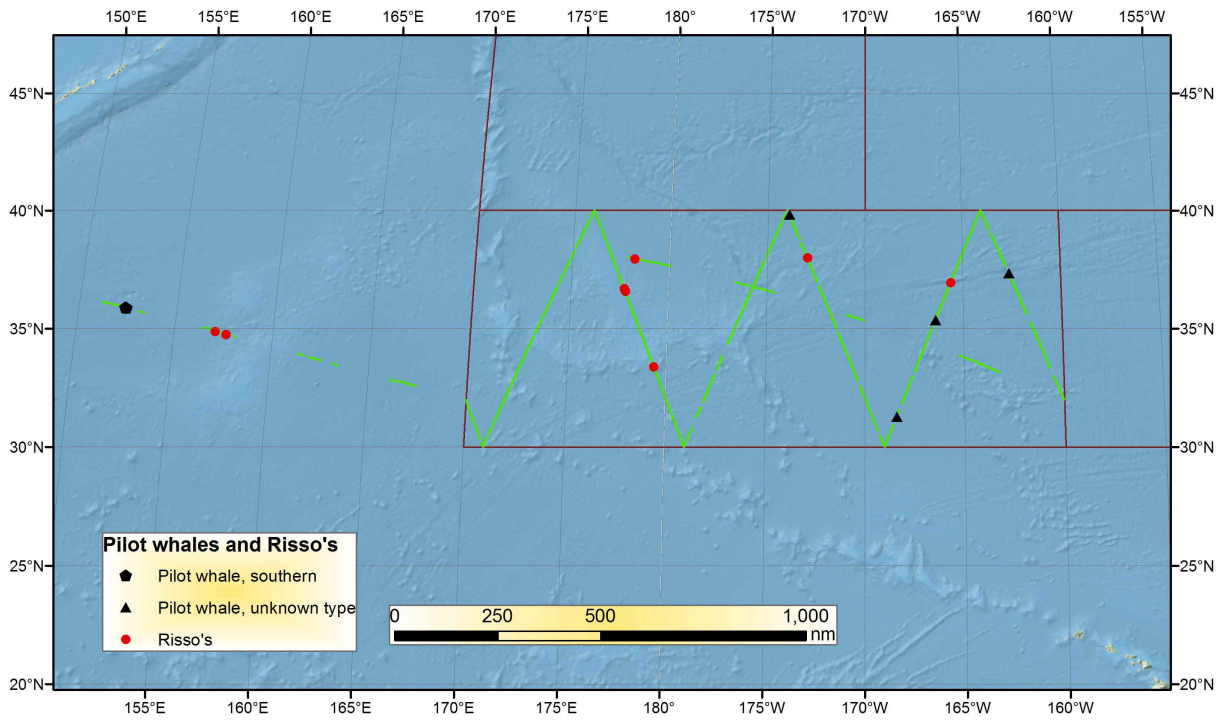 150°E 155°E 170°E 175°E 180° 175°W 170°W 165°W 160°W 155°W
45°N 45°N
40°N 40°N
35°N 35°N
30°N 30°N
25°N 25°N
20°N 20°N
Pilot whales and Risso's
Pilot whale, southern
Pilot whale, unknown type
Risso's
0 250 500 1,000
nm
155°E 160°E 165°E 170°E 175°E 180° 175°W 170°W 165°W 160°W